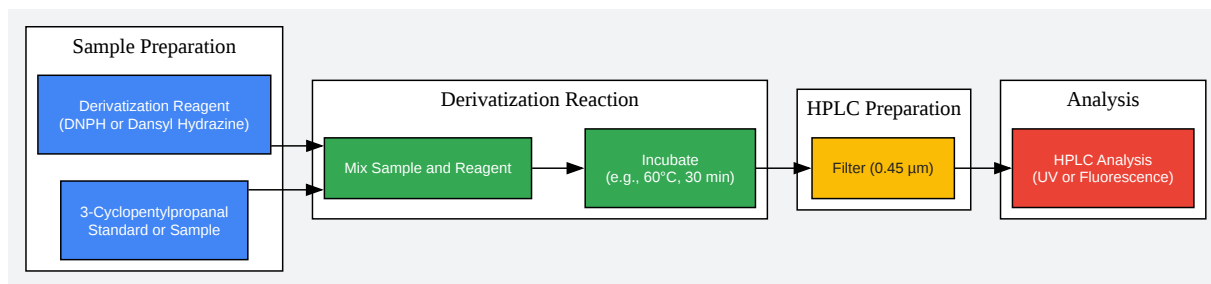 Sample Preparation
Derivatization Reagent
(DNPH or Dansyl Hydrazine)
3-Cyclopentylpropanal
Standard or Sample
Derivatization Reaction
Mix Sample and Reagent
Incubate
(e.g., 60°C, 30 min)
HPLC Preparation
Filter (0.45 µm)
Analysis
HPLC Analysis
(UV or Fluorescence)